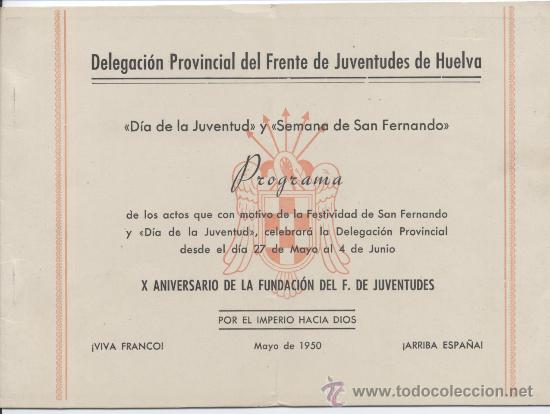 Delegación Provincial del Frente de Juventudes de Huelva
«Día de la Juventud» y «Semana de San Fernando»
Programa
de los actos que con motivo de la Festividad de San Fernando
y «Día de la Juventud», celebrará la Delegación Provincial
desde el día 27 de Mayo al 4 de Junio
X ANIVERSARIO DE LA FUNDACIÓN DEL F. DE JUVENTUDES
POR EL IMPERIO HACIA DIOS
¡VIVA FRANCO! Mayo de 1950 ¡ARRIBA ESPAÑA!
www.todocoleccion.net